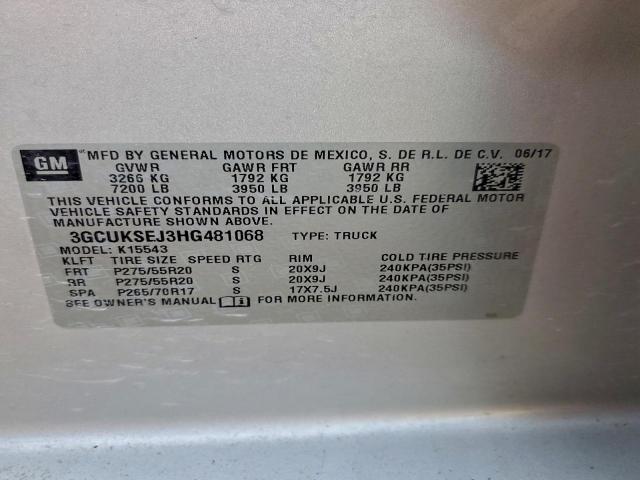 GM MFD BY GENERAL MOTORS DE MEXICO, S. DE R.L. DE C.V. 06/17
GVWR GAWR FRT GAWR RR
3266 KG 1792 KG 1792 KG
7200 LB 3950 LB 3950 LB
THIS VEHICLE CONFORMS TO ALL APPLICABLE U.S. FEDERAL MOTOR
VEHICLE SAFETY STANDARDS IN EFFECT ON THE DATE OF
MANUFACTURE SHOWN ABOVE.
3GCUKSEJ3HG481068 TYPE: TRUCK
MODEL: K15543
KLFT TIRE SIZE SPEED RTG RIM COLD TIRE PRESSURE
FRT P275/55R20 S 20X9J 240KPA(35PSI)
RR P275/55R20 S 20X9J 240KPA(35PSI)
SPA P265/70R17 S 17X7.5J 240KPA(35PSI)
SEE OWNER'S MANUAL FOR MORE INFORMATION.